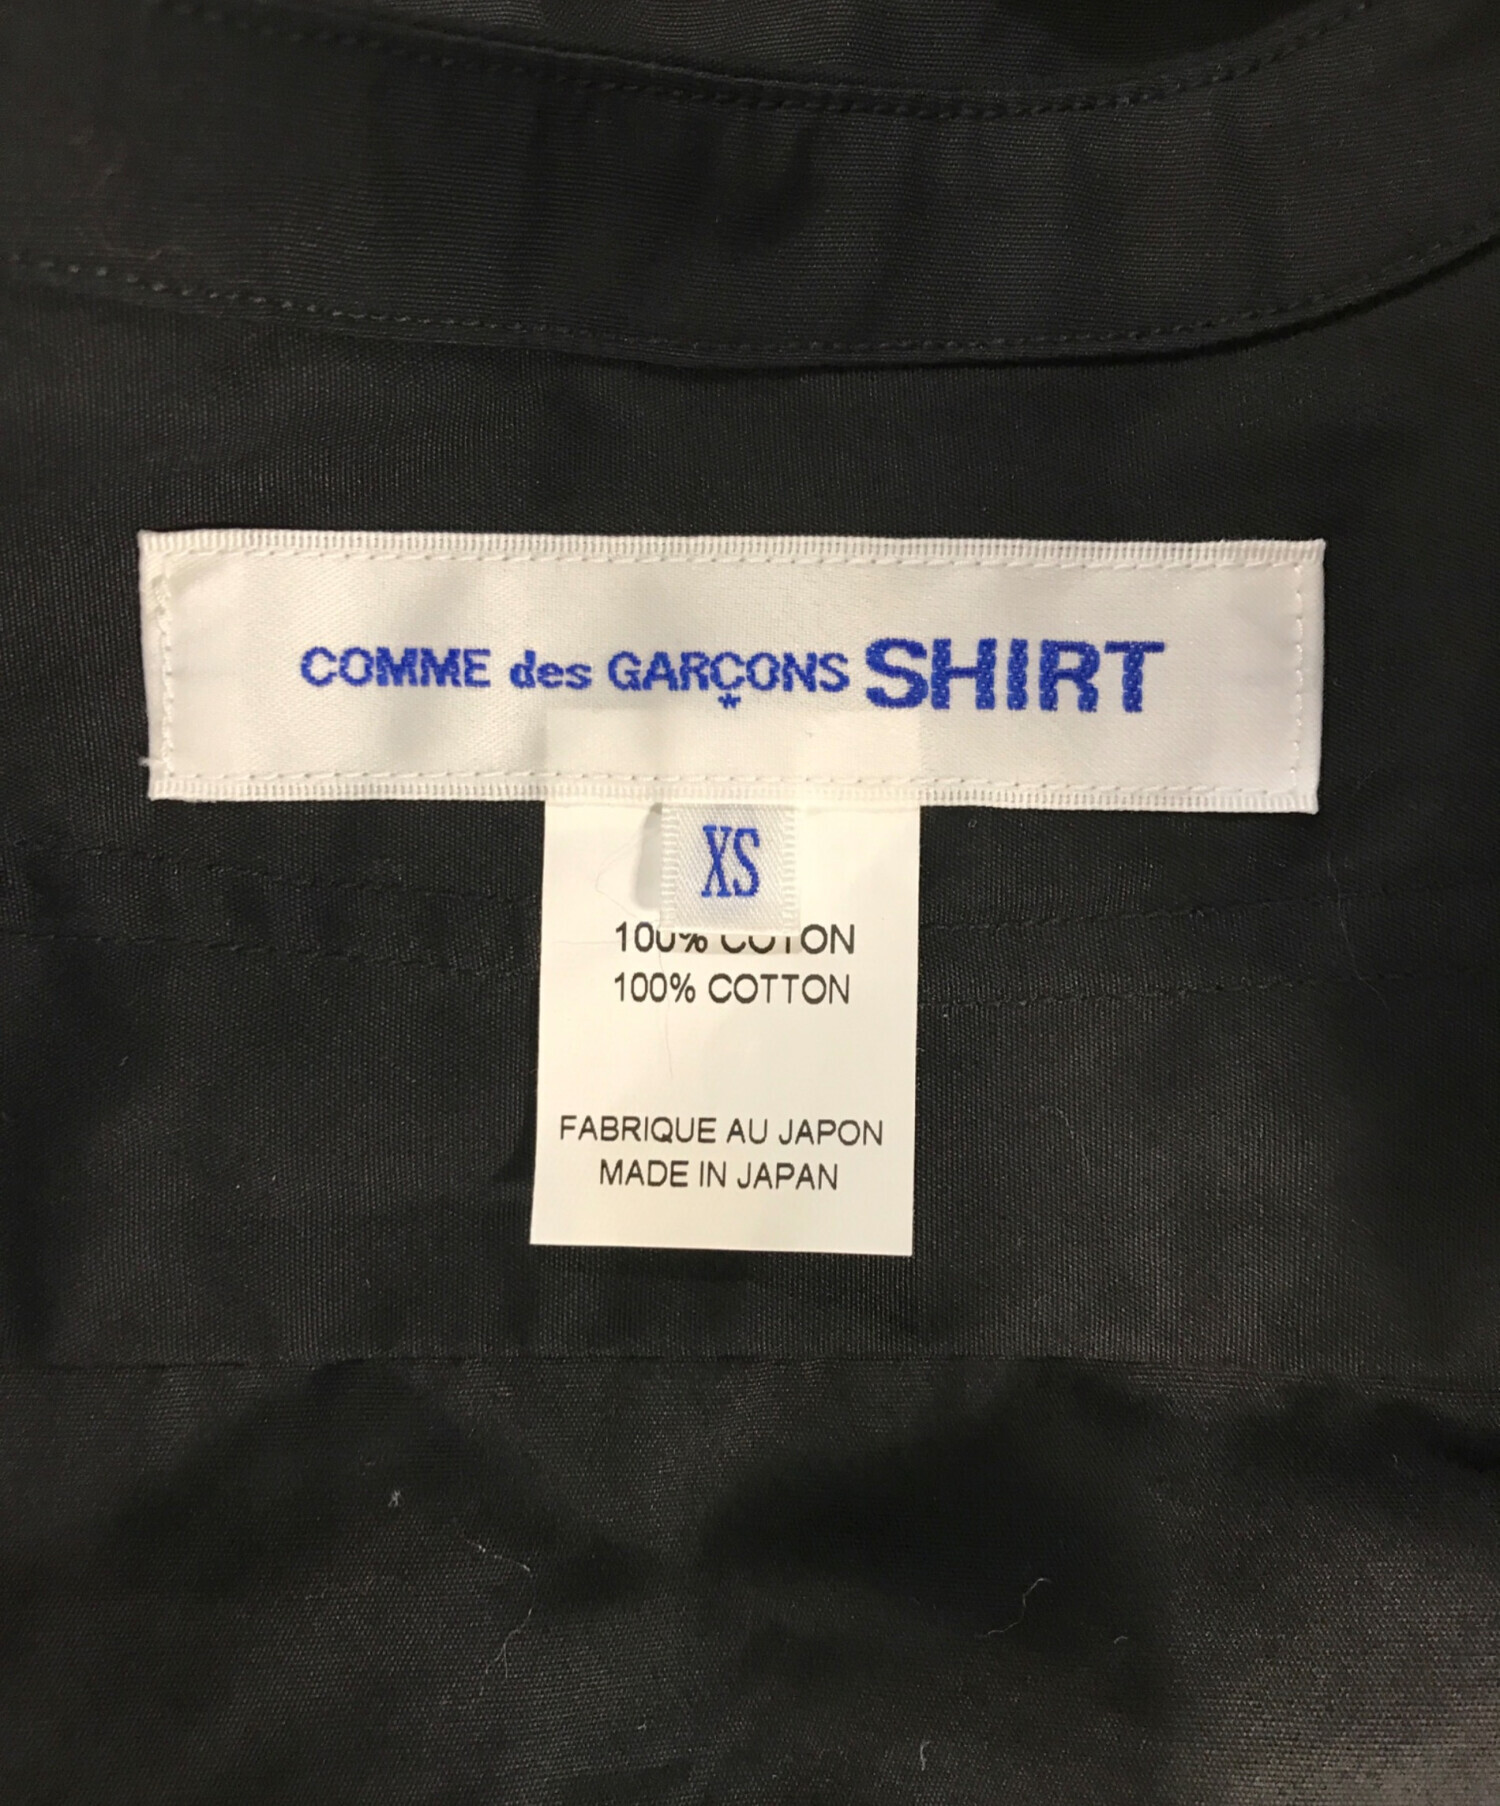 COMME des GARÇONS SHIRT
XS
100% COTON
100% COTTON
FABRIQUE AU JAPON
MADE IN JAPAN